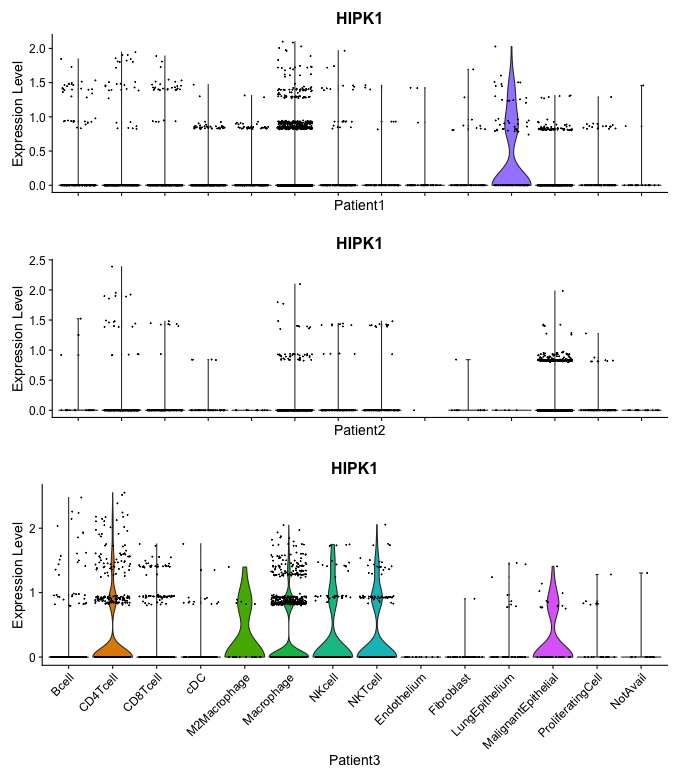 HIPK1
Expression Level
2.0
1.5
1.0
0.5
0.0
Patient1
HIPK1
Expression Level
2.5
2.0
1.5
1.0
0.5
0.0
Patient2
HIPK1
Expression Level
2
1
0
Bcell
CD4Tcell
CD8Tcell
cDC
M2Macrophage
Macrophage
NKcell
NKTcell
Endothelium
Fibroblast
LungEpithelium
MalignantEpithelial
ProliferatingCell
NotAvail
Patient3